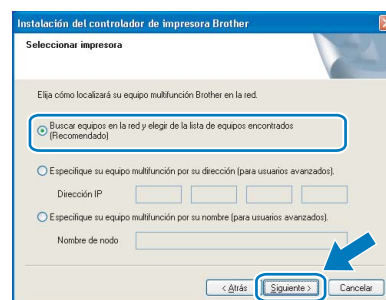 Instalación del controlador de impresora Brother
Seleccionar impresora
Elija cómo localizará su equipo multifunción Brother en la red.
Buscar equipos en la red y elegir de la lista de equipos encontrados
(Recomendado)
Especifique su equipo multifunción por su dirección (para usuarios avanzados).
Dirección IP
Especifique su equipo multifunción por su nombre (para usuarios avanzados).
Nombre de nodo
< Atrás
Siguiente >
Cancelar